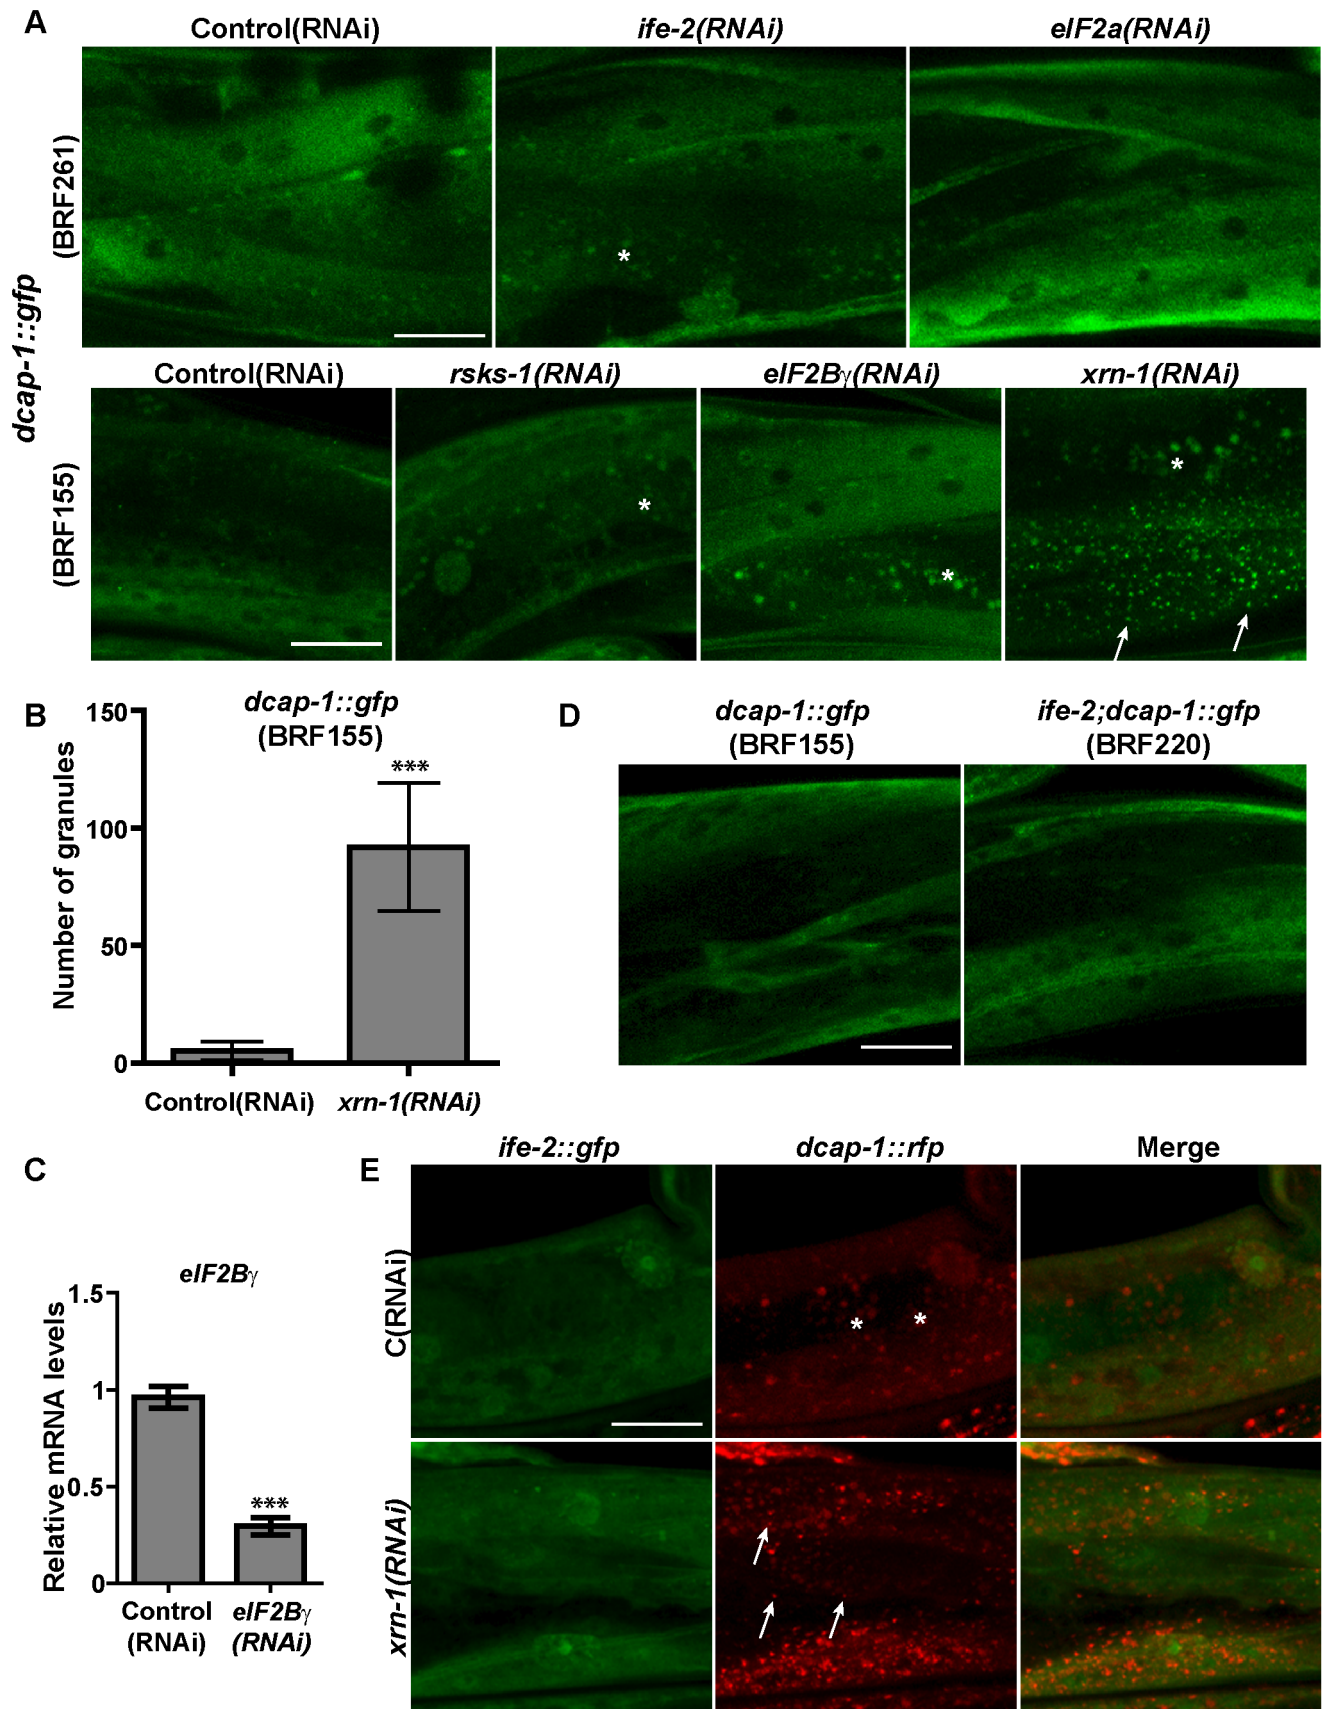 A
Control(RNAi) ife-2(RNAi) eIF2a(RNAi)
dcap-1::gfp
(BRF261)
*
Control(RNAi) rsks-1(RNAi) eIF2Bγ(RNAi) xrn-1(RNAi)
(BRF155)
* * *
B
dcap-1::gfp
(BRF155)
Number of granules
150
100
50
0
***
Control(RNAi) xrn-1(RNAi)
D
dcap-1::gfp ife-2;dcap-1::gfp
(BRF155) (BRF220)
C
eIF2Bγ
Relative mRNA levels
1.5
1
0.5
0
***
Control eIF2Bγ
(RNAi) (RNAi)
E
ife-2::gfp dcap-1::rfp Merge
C(RNAi)
* *
xrn-1(RNAi)